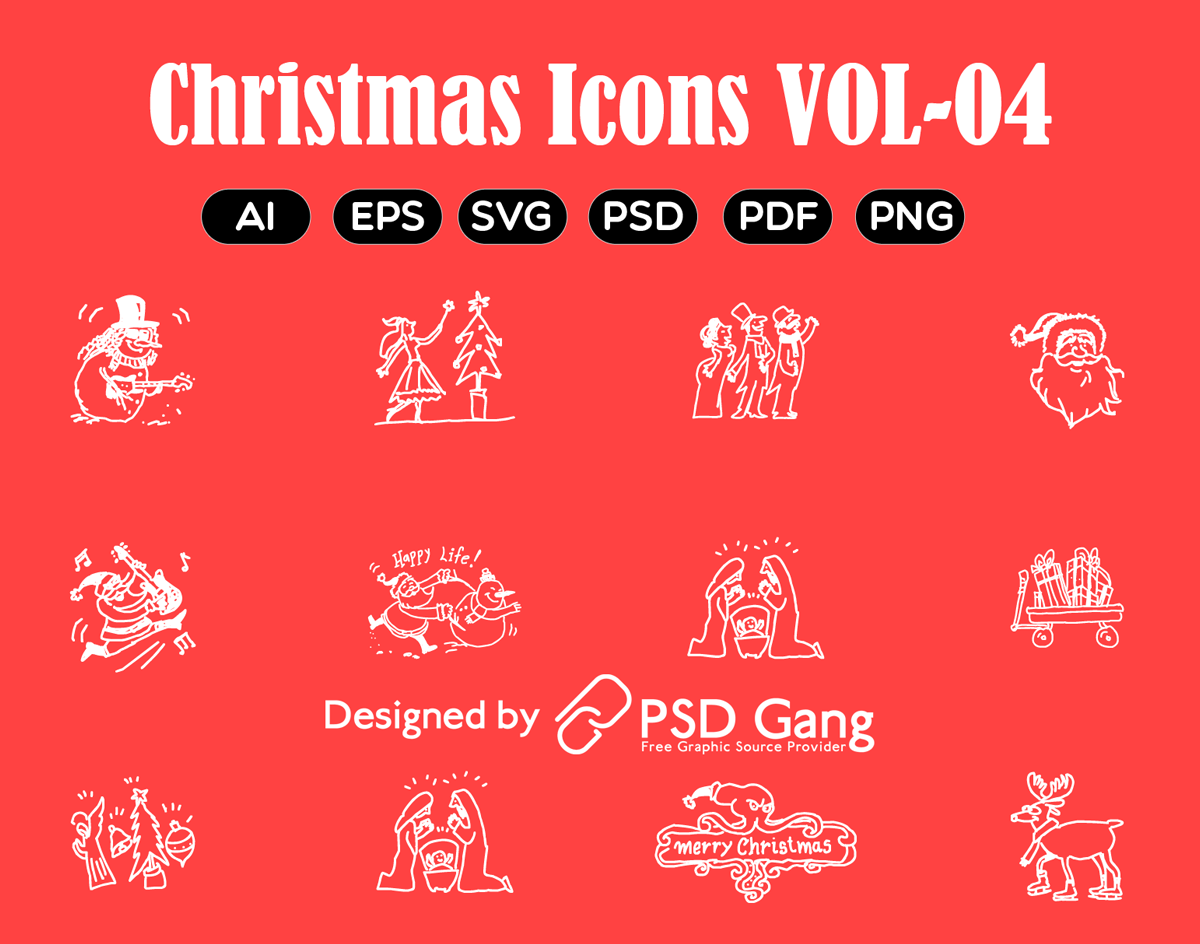 Christmas Icons VOL-04
AI EPS SVG PSD PDF PNG
Happy Life!
Designed by PSD Gang
Free Graphic Source Provider
merry Christmas